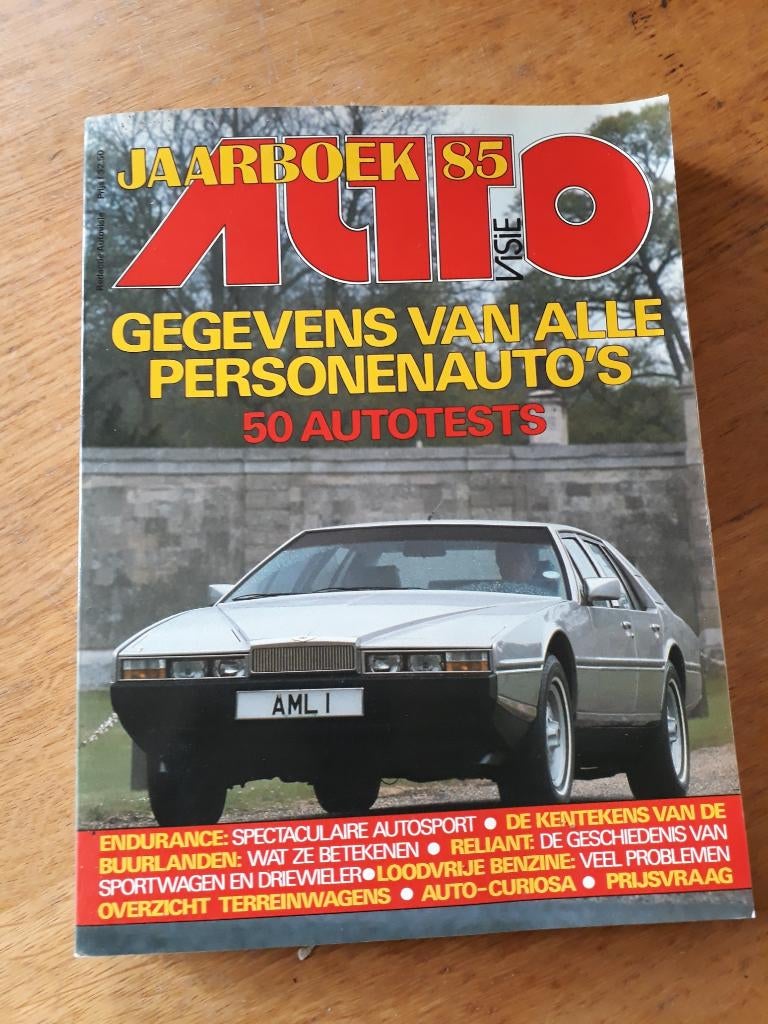 JAARBOEK 85
AUTO
VISIE
Redactie Autovisie
GEGEVENS VAN ALLE
PERSONENAUTO'S
50 AUTOTESTS
AML 1
ENDURANCE: SPECTACULAIRE AUTOSPORT ● DE KENTEKENS VAN DE
BUURLANDEN: WAT ZE BETEKENEN ● RELIANT: DE GESCHIEDENIS VAN
SPORTWAGEN EN DRIEWIELER●LOODVRIJE BENZINE: VEEL PROBLEMEN
OVERZICHT TERREINWAGENS ● AUTO-CURIOSA ● PRIJSVRAAG